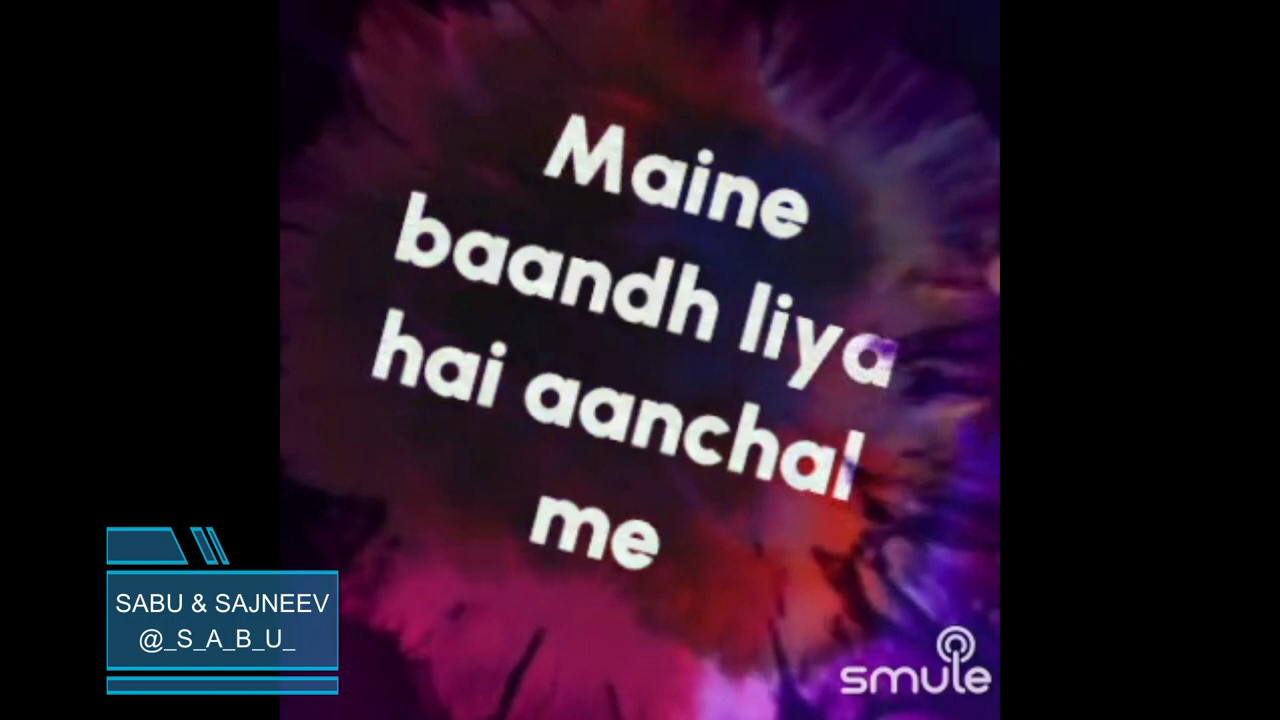 Maine
baandh liya
hai aanchal
me
SABU & SAJNEEV
@_S_A_B_U_
smule